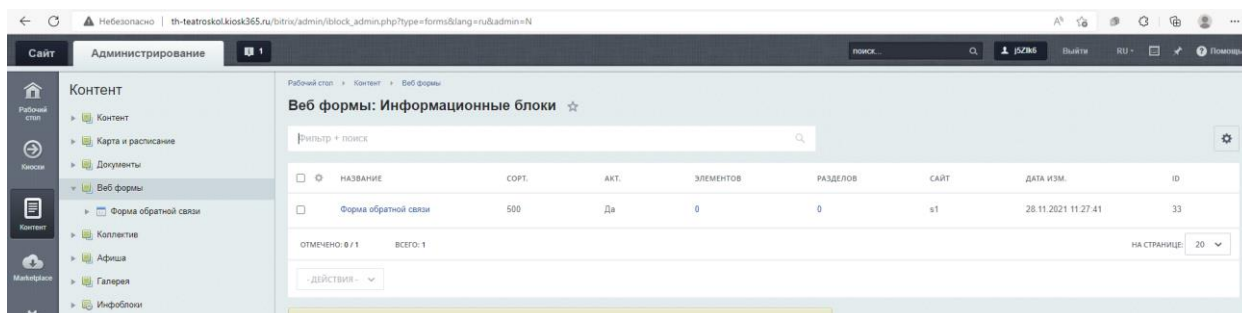 Небезопасно | th-teatroskol.kiosk365.ru/bitrix/admin/iblock_admin.php?type=forms&lang=ru&admin=N
Сайт Администрирование 1 поиск... j5Zlk6 Выйти RU Помощь
Рабочий стол
Киоски
Контент
Marketplace
Контент
Контент
Карта и расписание
Документы
Веб формы
Форма обратной связи
Коллектив
Афиша
Галерея
Инфоблоки
Рабочий стол Контент Веб формы
Веб формы: Информационные блоки
Фильтр + поиск
НАЗВАНИЕ СОРТ. АКТ. ЭЛЕМЕНТОВ РАЗДЕЛОВ САЙТ ДАТА ИЗМ. ID
Форма обратной связи 500 Да 0 0 s1 28.11.2021 11:27:41 33
ОТМЕЧЕНО: 0 / 1 ВСЕГО: 1 НА СТРАНИЦЕ: 20
- ДЕЙСТВИЯ -